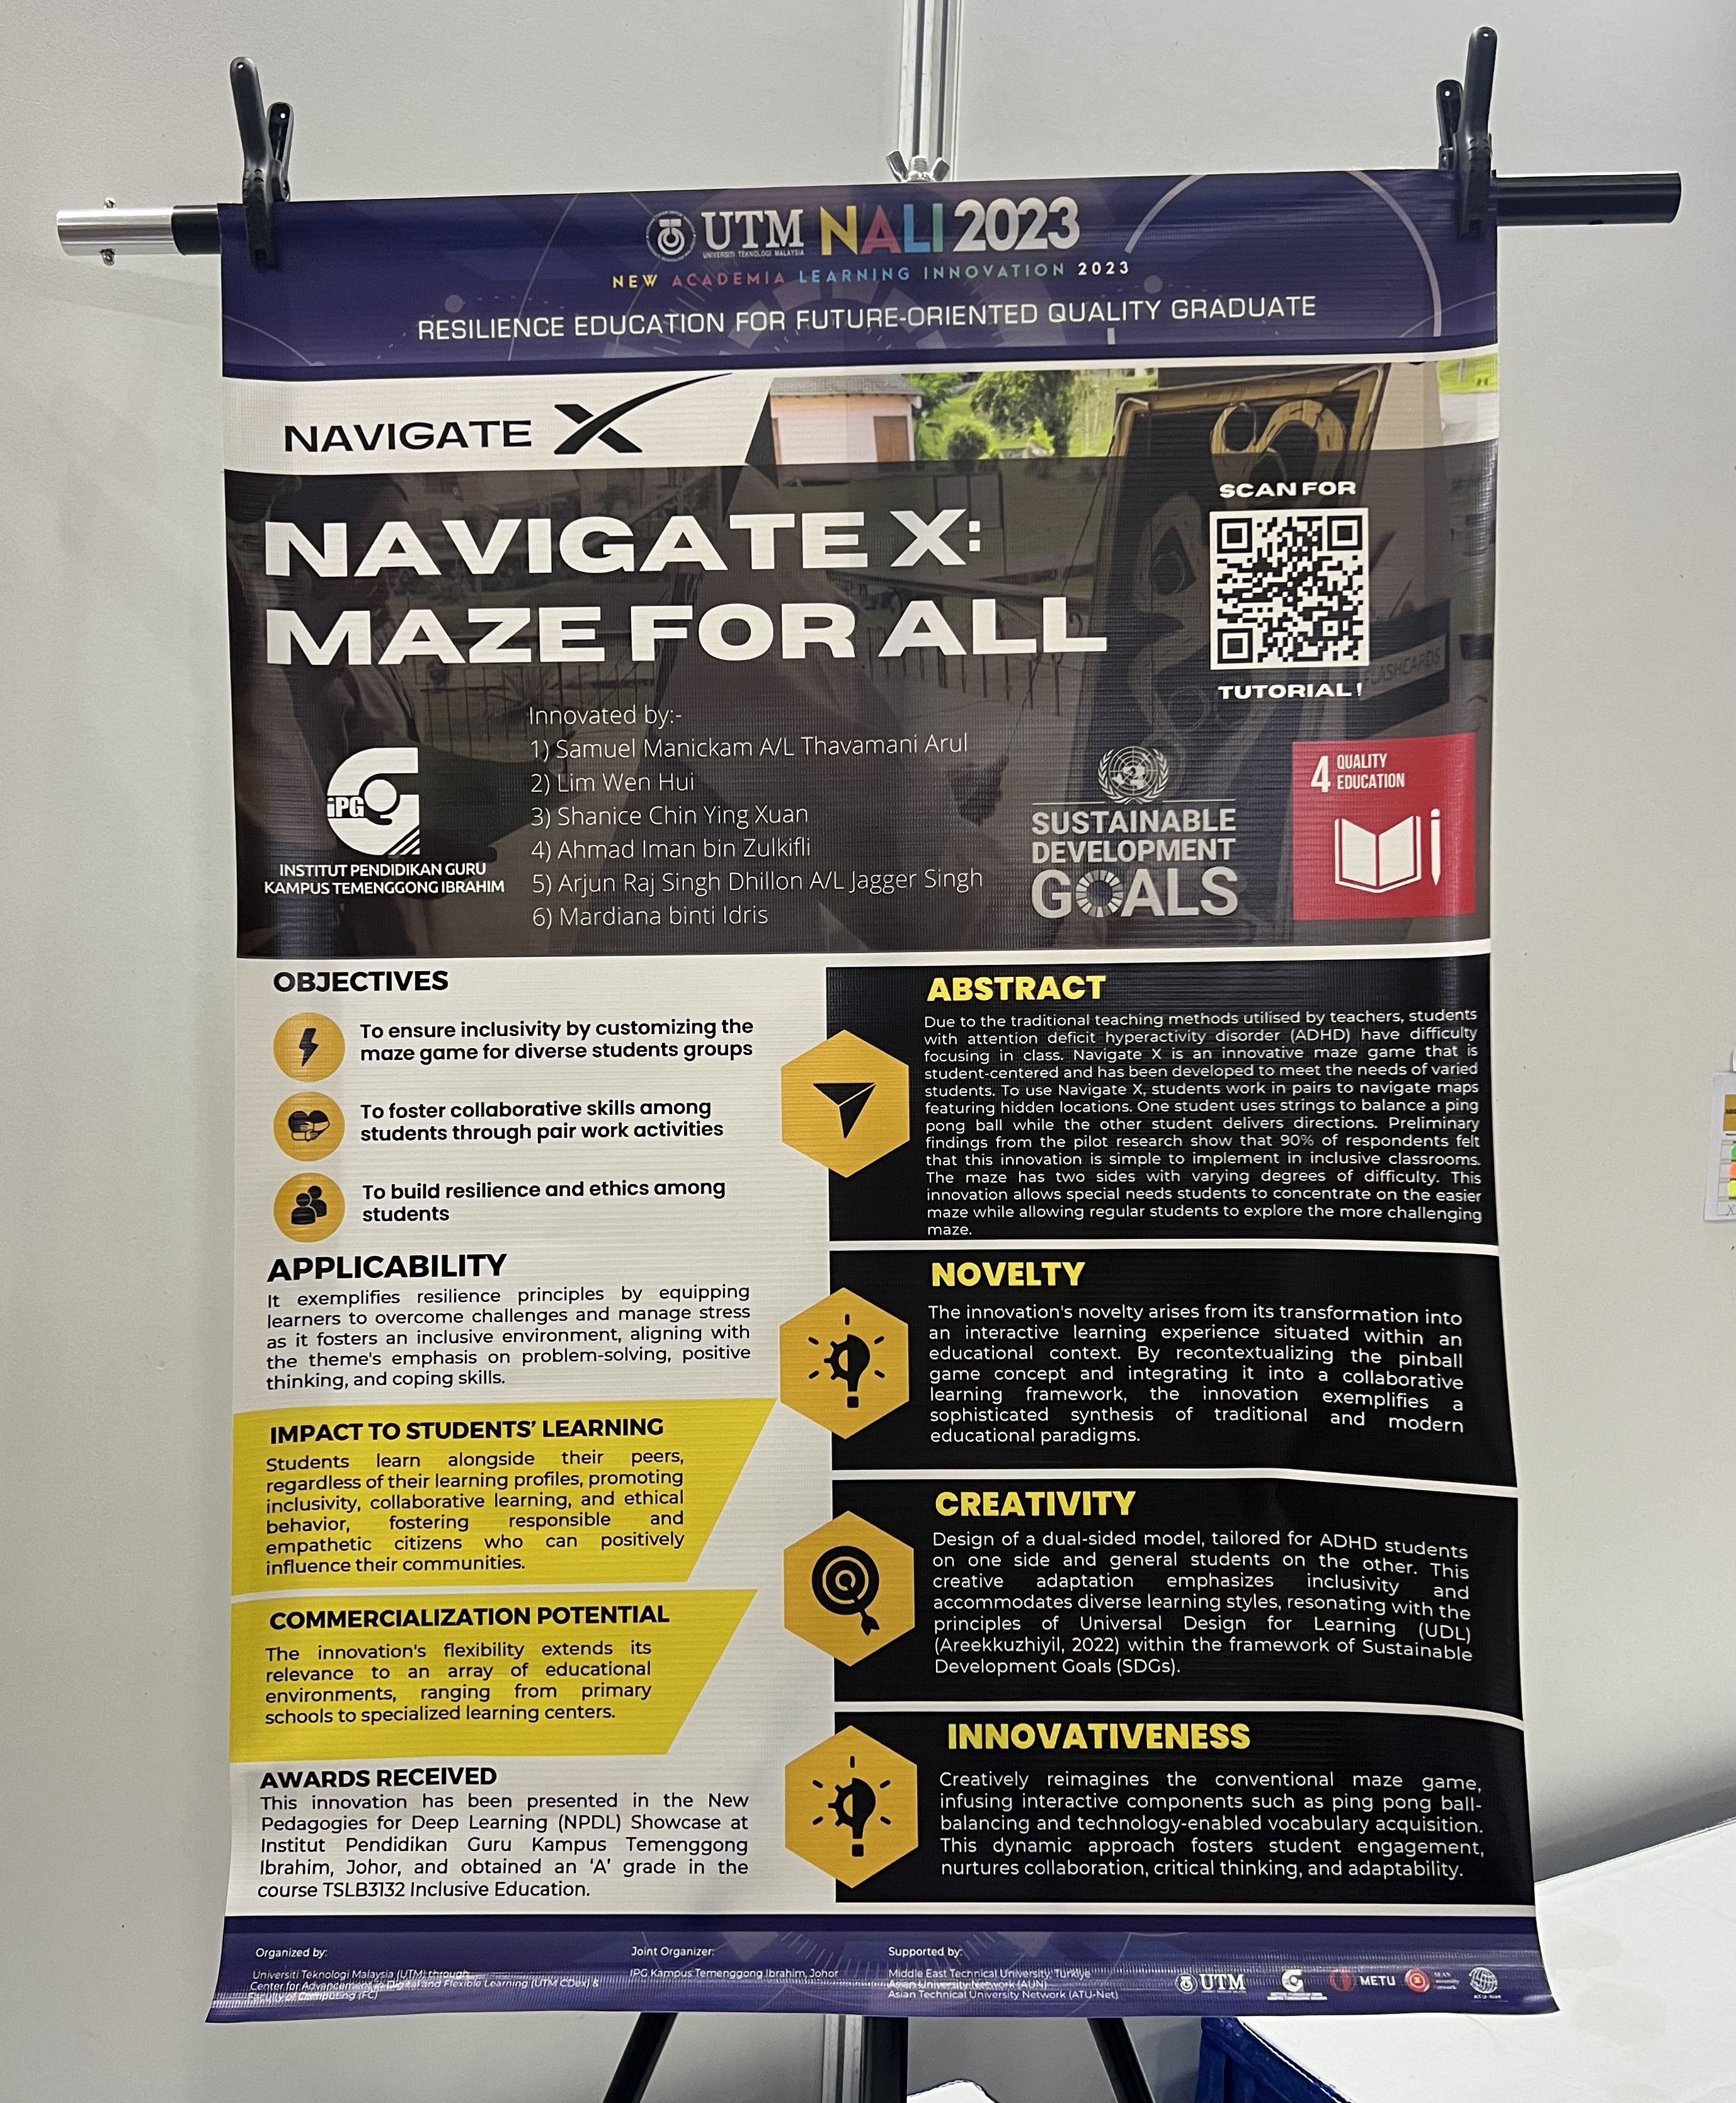 UTM NALI 2023
UNIVERSITI TEKNOLOGI MALAYSIA
NEW ACADEMIA LEARNING INNOVATION 2023
RESILIENCE EDUCATION FOR FUTURE-ORIENTED QUALITY GRADUATE
NAVIGATE X
NAVIGATE X:
MAZE FOR ALL
SCAN FOR
TUTORIAL !
FLASHCARDS
Innovated by:-
1) Samuel Manickam A/L Thavamani Arul
2) Lim Wen Hui
3) Shanice Chin Ying Xuan
4) Ahmad Iman bin Zulkifli
5) Arjun Raj Singh Dhillon A/L Jagger Singh
6) Mardiana binti Idris
iPG
INSTITUT PENDIDIKAN GURU
KAMPUS TEMENGGONG IBRAHIM
SUSTAINABLE
DEVELOPMENT
GOALS
4 QUALITY
EDUCATION
OBJECTIVES
To ensure inclusivity by customizing the
maze game for diverse students groups
To foster collaborative skills among
students through pair work activities
To build resilience and ethics among
students
APPLICABILITY
It exemplifies resilience principles by equipping
learners to overcome challenges and manage stress
as it fosters an inclusive environment, aligning with
the theme's emphasis on problem-solving, positive
thinking, and coping skills.
IMPACT TO STUDENTS' LEARNING
Students learn alongside their peers,
regardless of their learning profiles, promoting
inclusivity, collaborative learning, and ethical
behavior, fostering responsible and
empathetic citizens who can positively
influence their communities.
COMMERCIALIZATION POTENTIAL
The innovation's flexibility extends its
relevance to an array of educational
environments, ranging from primary
schools to specialized learning centers.
AWARDS RECEIVED
This innovation has been presented in the New
Pedagogies for Deep Learning (NPDL) Showcase at
Institut Pendidikan Guru Kampus Temenggong
Ibrahim, Johor, and obtained an 'A' grade in the
course TSLB3132 Inclusive Education.
ABSTRACT
Due to the traditional teaching methods utilised by teachers, students
with attention deficit hyperactivity disorder (ADHD) have difficulty
focusing in class. Navigate X is an innovative maze game that is
student-centered and has been developed to meet the needs of varied
students. To use Navigate X, students work in pairs to navigate maps
featuring hidden locations. One student uses strings to balance a ping
pong ball while the other student delivers directions. Preliminary
findings from the pilot research show that 90% of respondents felt
that this innovation is simple to implement in inclusive classrooms.
The maze has two sides with varying degrees of difficulty. This
innovation allows special needs students to concentrate on the easier
maze while allowing regular students to explore the more challenging
maze.
NOVELTY
The innovation's novelty arises from its transformation into
an interactive learning experience situated within an
educational context. By recontextualizing the pinball
game concept and integrating it into a collaborative
learning framework, the innovation exemplifies a
sophisticated synthesis of traditional and modern
educational paradigms.
CREATIVITY
Design of a dual-sided model, tailored for ADHD students
on one side and general students on the other. This
creative adaptation emphasizes inclusivity and
accommodates diverse learning styles, resonating with the
principles of Universal Design for Learning (UDL)
(Areekkuzhiyil, 2022) within the framework of Sustainable
Development Goals (SDGs).
INNOVATIVENESS
Creatively reimagines the conventional maze game,
infusing interactive components such as ping pong ball-
balancing and technology-enabled vocabulary acquisition.
This dynamic approach fosters student engagement,
nurtures collaboration, critical thinking, and adaptability.
Organized by:
Universiti Teknologi Malaysia (UTM) through
Center for Advancement in Digital and Flexible Learning (UTM CDex) &
Faculty of Computing (FC)
Joint Organizer:
IPG Kampus Temenggong Ibrahim, Johor
Supported by:
Middle East Technical University, Türkiye
Asian University Network (AUN)
Asian Technical University Network (ATU-Net)
UTM
METU